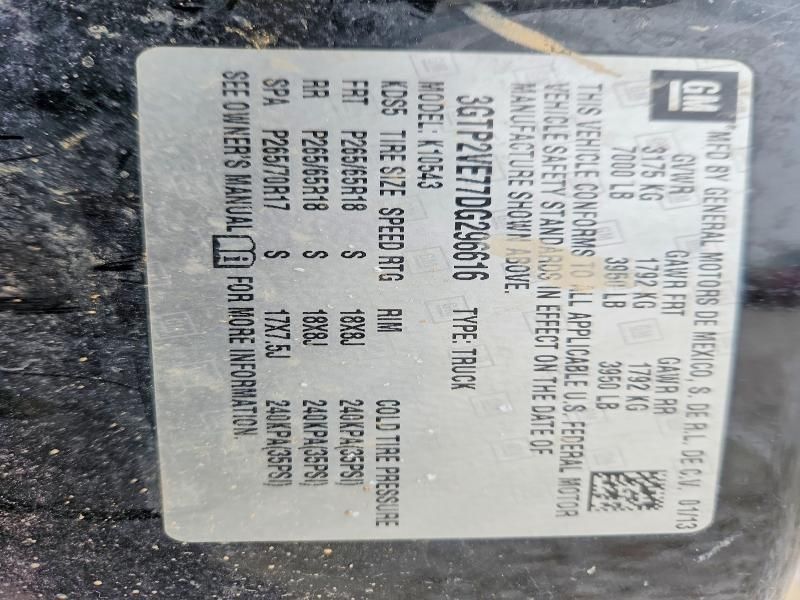 GM
MFD BY GENERAL MOTORS DE MEXICO, S. DE R.L. DE C.V. 01/13
GVWR GAWR FRT GAWR RR
3175 KG 1792 KG 1792 KG
7000 LB 3950 LB 3950 LB
THIS VEHICLE CONFORMS TO ALL APPLICABLE U.S. FEDERAL MOTOR
VEHICLE SAFETY STANDARDS IN EFFECT ON THE DATE OF
MANUFACTURE SHOWN ABOVE.
3GTP2VE77DG296616 TYPE: TRUCK
MODEL: K10543
KDS5 TIRE SIZE SPEED RTG RIM COLD TIRE PRESSURE
FRT P265/65R18 S 18X8J 240KPA(35PSI)
RR P265/65R18 S 18X8J 240KPA(35PSI)
SPA P265/70R17 S 17X7.5J 240KPA(35PSI)
SEE OWNER'S MANUAL FOR MORE INFORMATION.